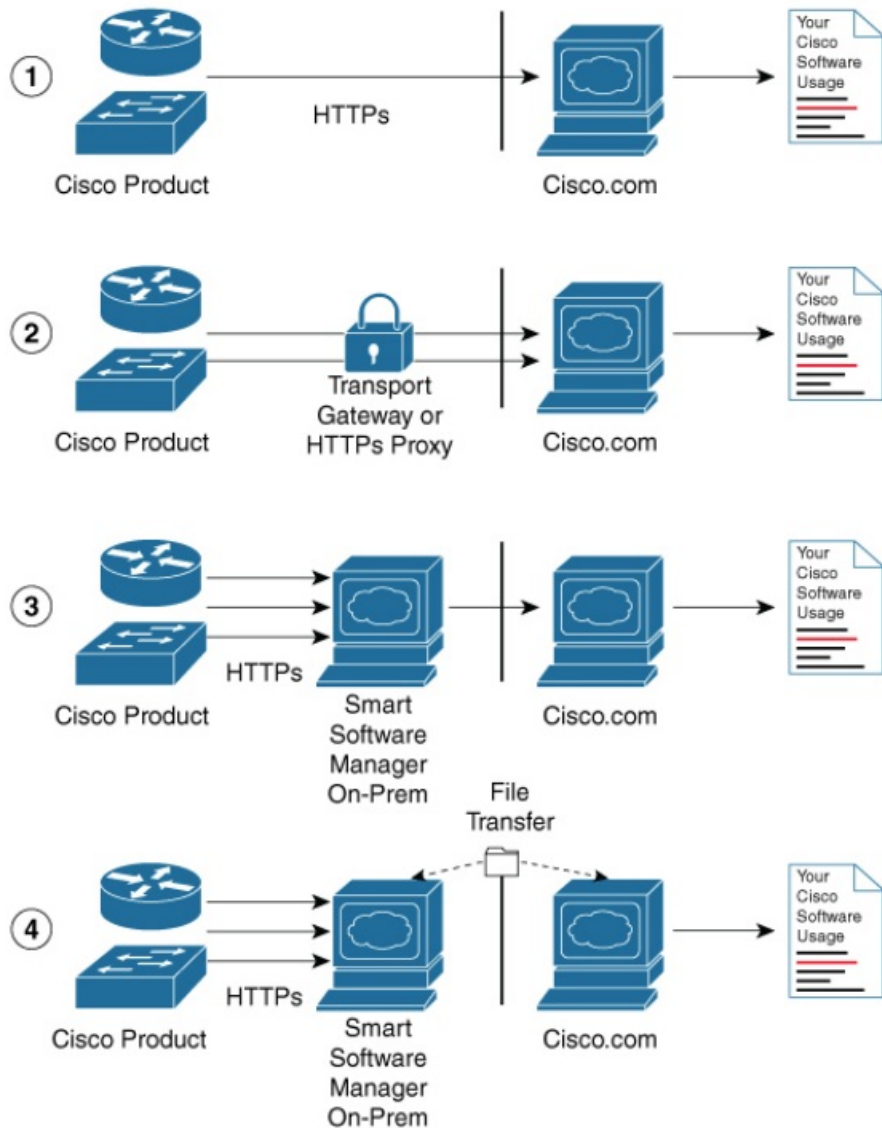 1
HTTPs
Cisco Product
Cisco.com
Your
Cisco
Software
Usage
2
Transport
Gateway or
HTTPs Proxy
Cisco Product
Cisco.com
Your
Cisco
Software
Usage
3
HTTPs
Cisco Product
Smart
Software
Manager
On-Prem
Cisco.com
Your
Cisco
Software
Usage
File
Transfer
4
HTTPs
Cisco Product
Smart
Software
Manager
On-Prem
Cisco.com
Your
Cisco
Software
Usage